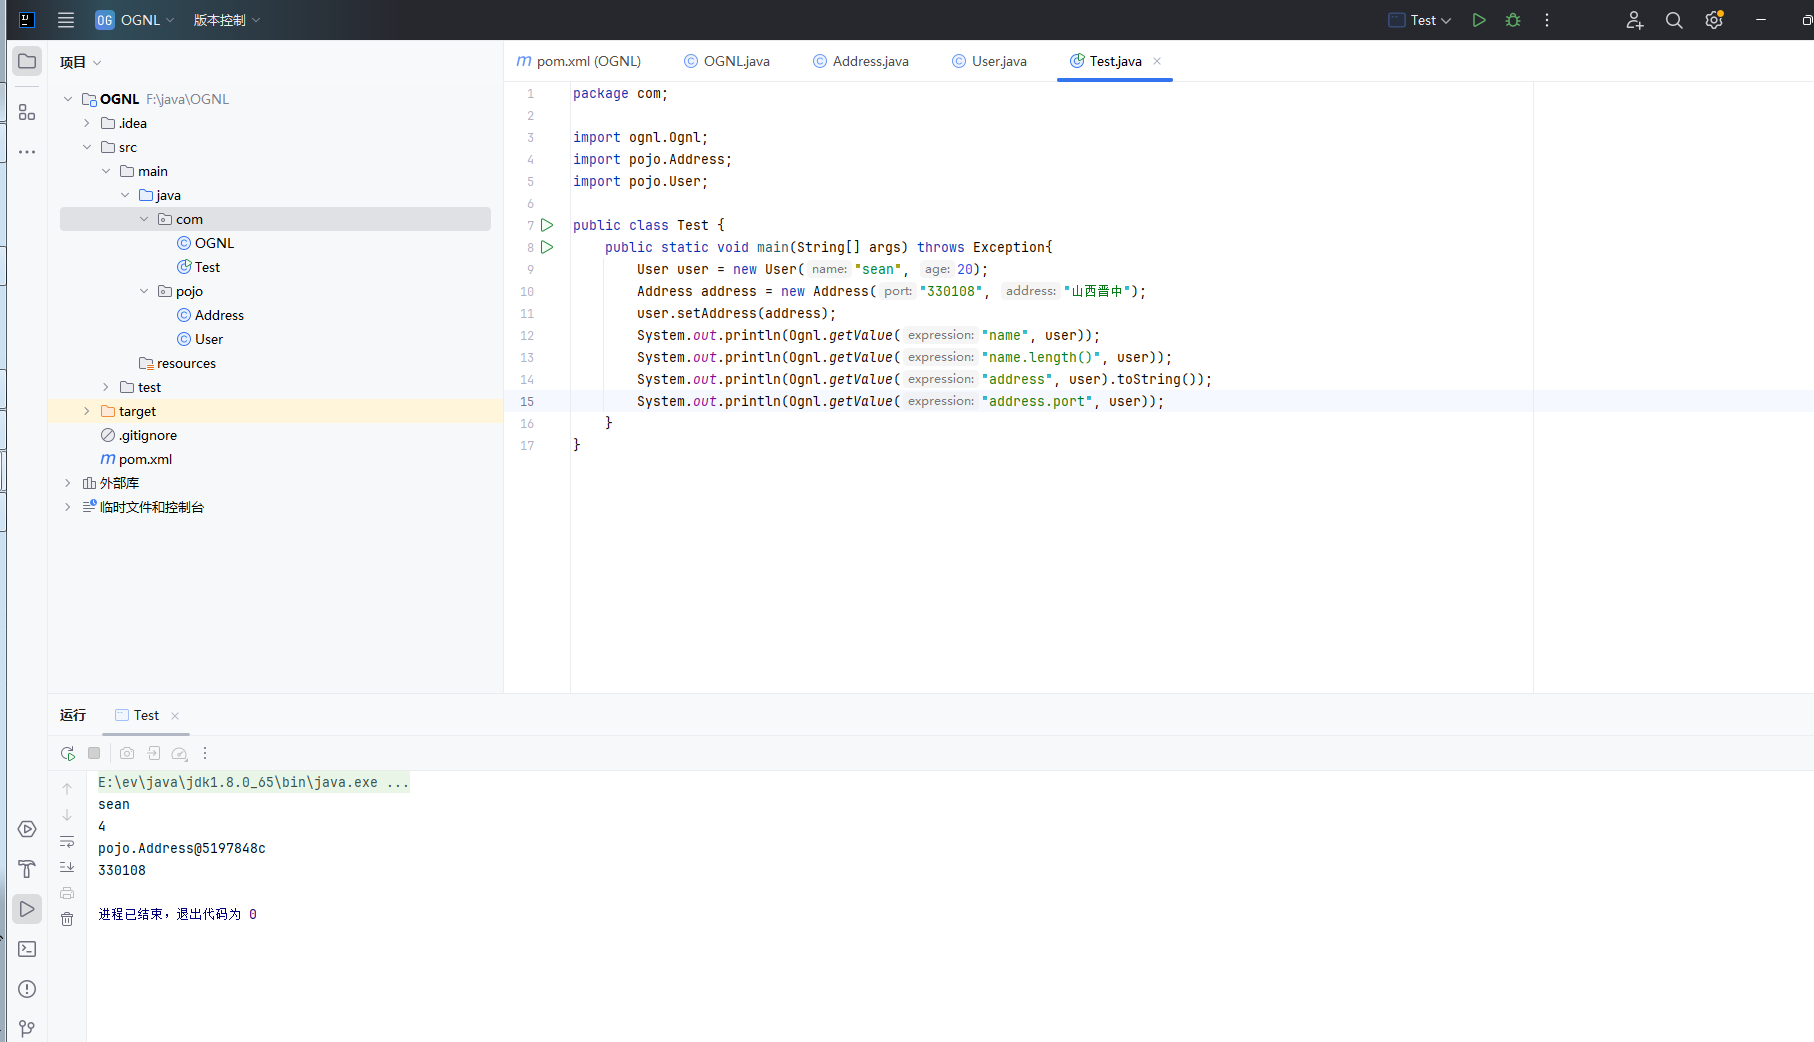 OG OGNL 版本控制 Test
项目
pom.xml (OGNL) OGNL.java Address.java User.java Test.java
OGNL F:\java\OGNL
.idea
src
main
java
com
OGNL
Test
pojo
Address
User
resources
test
target
.gitignore
pom.xml
外部库
临时文件和控制台
1 package com;
2
3 import ognl.Ognl;
4 import pojo.Address;
5 import pojo.User;
6
7 public class Test {
8 public static void main(String[] args) throws Exception{
9 User user = new User( name: "sean", age: 20);
10 Address address = new Address( port: "330108", address: "山西晋中");
11 user.setAddress(address);
12 System.out.println(Ognl.getValue( expression: "name", user));
13 System.out.println(Ognl.getValue( expression: "name.length()", user));
14 System.out.println(Ognl.getValue( expression: "address", user).toString());
15 System.out.println(Ognl.getValue( expression: "address.port", user));
16 }
17 }
运行 Test
E:\ev\java\jdk1.8.0_65\bin\java.exe ...
sean
4
pojo.Address@5197848c
330108
进程已结束，退出代码为 0